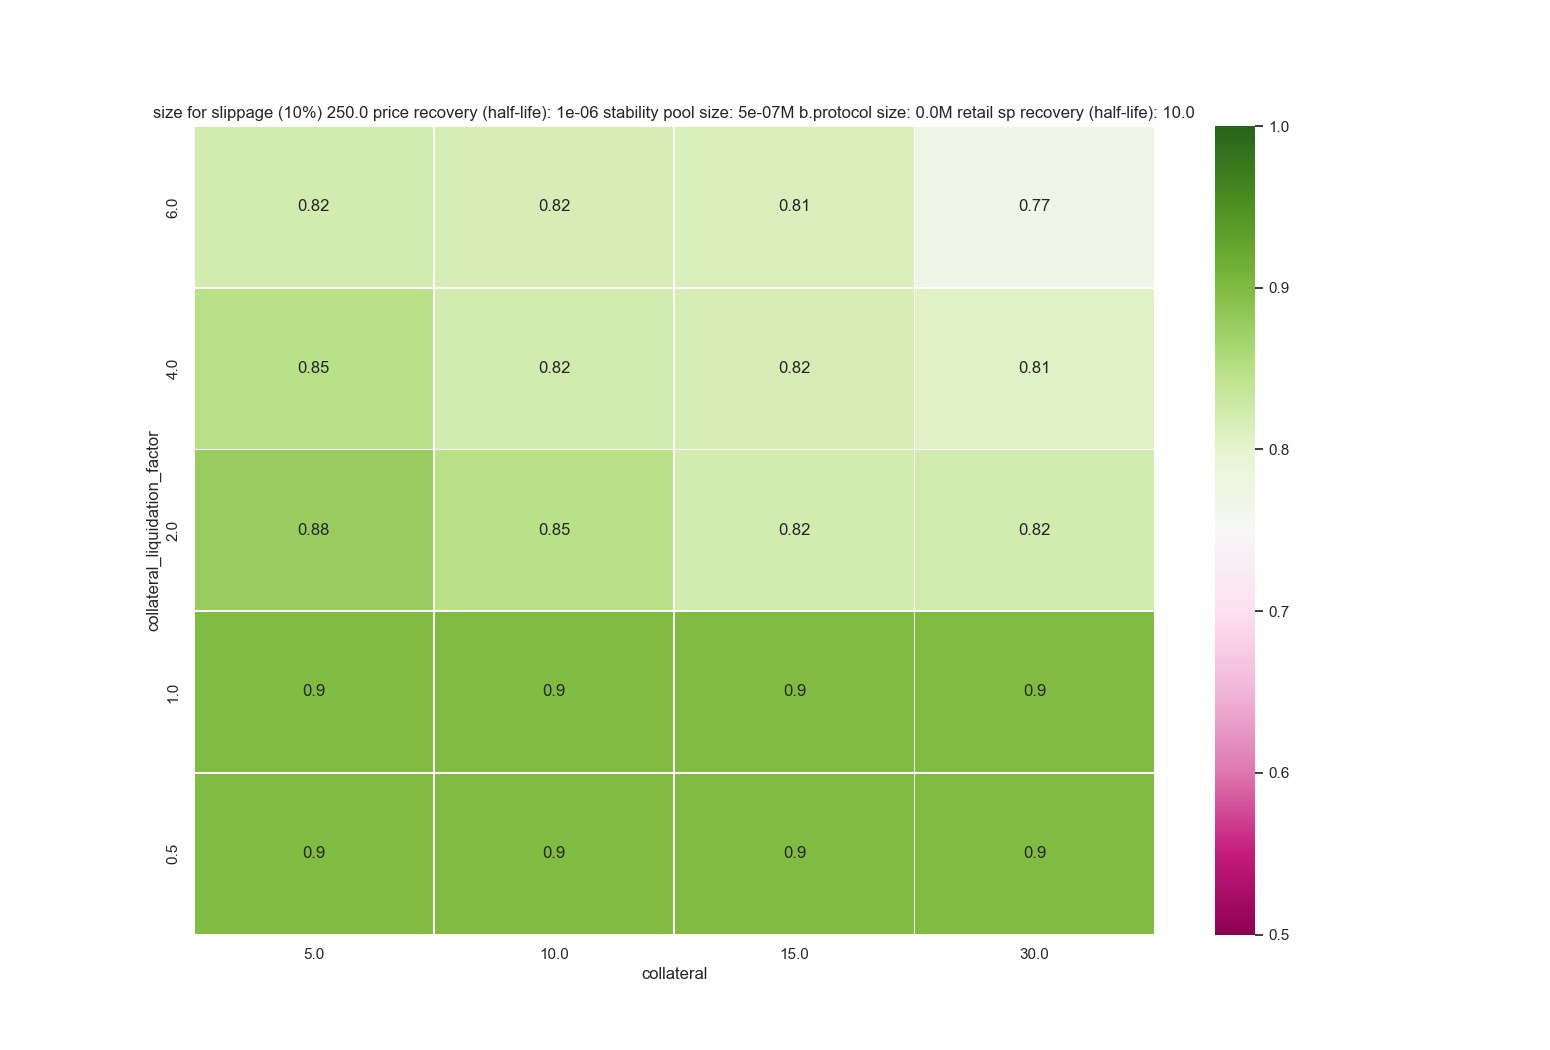 size for slippage (10%) 250.0 price recovery (half-life): 1e-06 stability pool size: 5e-07M b.protocol size: 0.0M retail sp recovery (half-life): 10.0
collateral_liquidation_factor
6.0
0.82 0.82 0.81 0.77
4.0
0.85 0.82 0.82 0.81
2.0
0.88 0.85 0.82 0.82
1.0
0.9 0.9 0.9 0.9
0.5
0.9 0.9 0.9 0.9
5.0 10.0 15.0 30.0
collateral
1.0
0.9
0.8
0.7
0.6
0.5